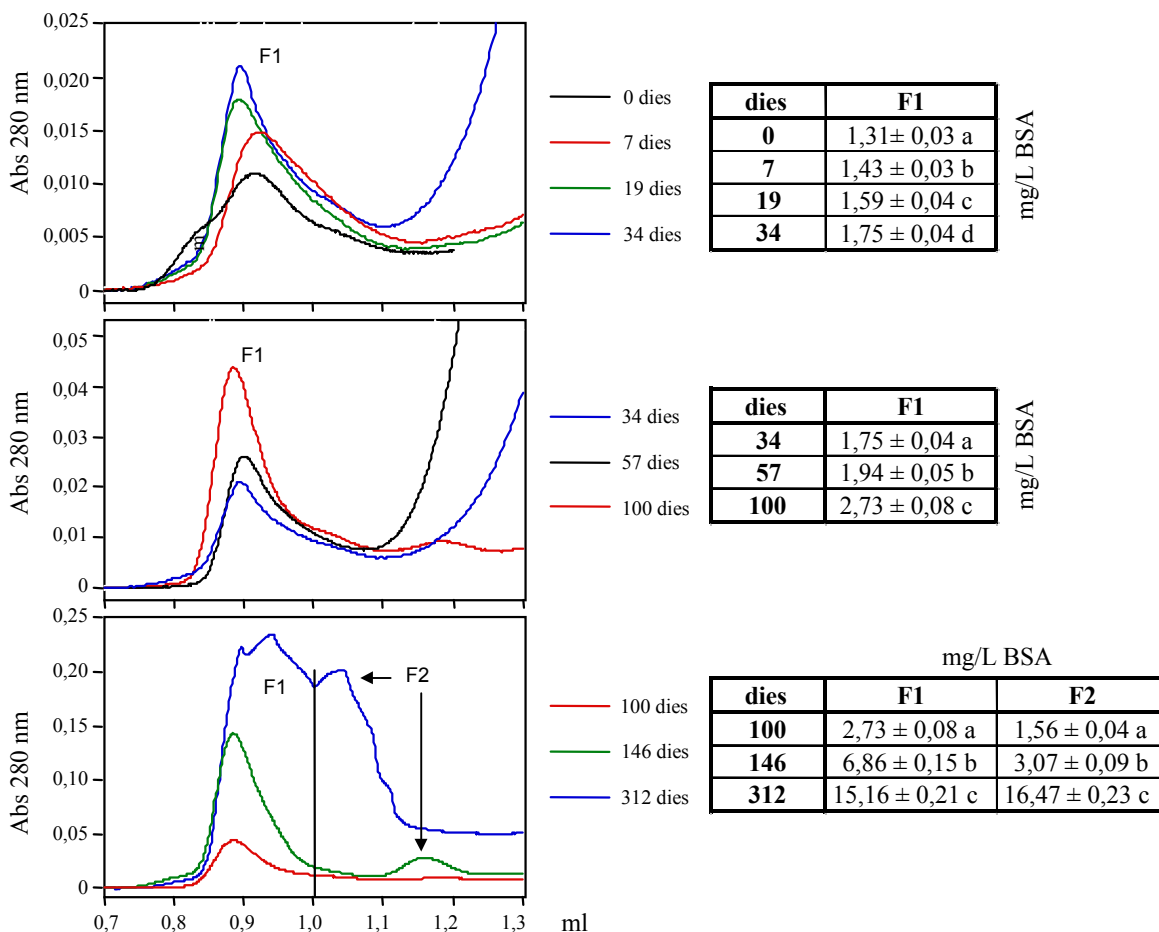 0,025
0,020
0,015
0,010
0,005
0
Abs 280 nm
F1
0 dies
7 dies
19 dies
34 dies
dies F1
0 1,31± 0,03 a
7 1,43 ± 0,03 b
19 1,59 ± 0,04 c
34 1,75 ± 0,04 d
mg/L BSA
0,05
0,04
0,03
0,02
0,01
0
Abs 280 nm
F1
34 dies
57 dies
100 dies
dies F1
34 1,75 ± 0,04 a
57 1,94 ± 0,05 b
100 2,73 ± 0,08 c
mg/L BSA
0,25
0,20
0,15
0,10
0,05
0
Abs 280 nm
F1
F2
0,7 0,8 0,9 1,0 1,1 1,2 1,3 ml
100 dies
146 dies
312 dies
mg/L BSA
dies F1 F2
100 2,73 ± 0,08 a 1,56 ± 0,04 a
146 6,86 ± 0,15 b 3,07 ± 0,09 b
312 15,16 ± 0,21 c 16,47 ± 0,23 c